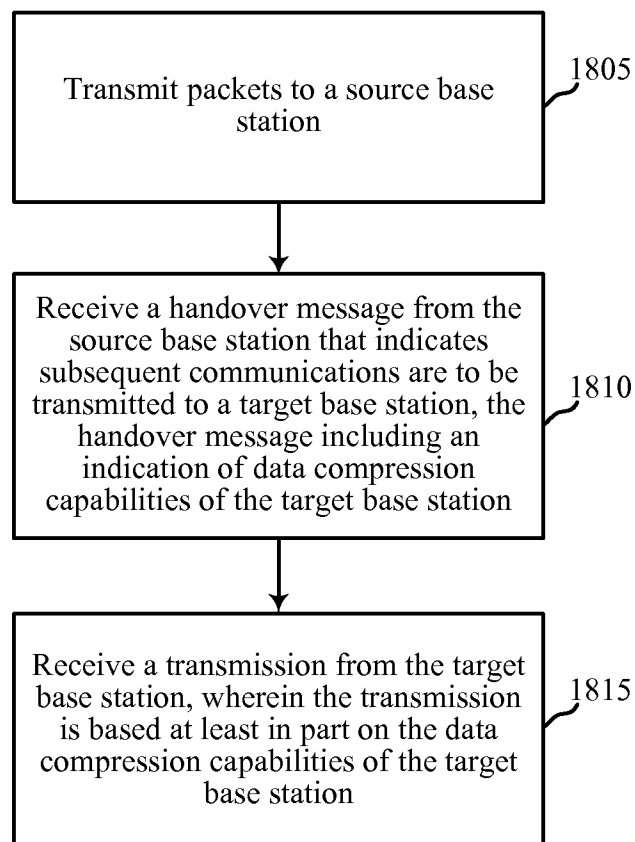 Transmit packets to a source base
station
1805
Receive a handover message from the
source base station that indicates
subsequent communications are to be
transmitted to a target base station, the
handover message including an
indication of data compression
capabilities of the target base station
1810
Receive a transmission from the target
base station, wherein the transmission
is based at least in part on the data
compression capabilities of the target
base station
1815